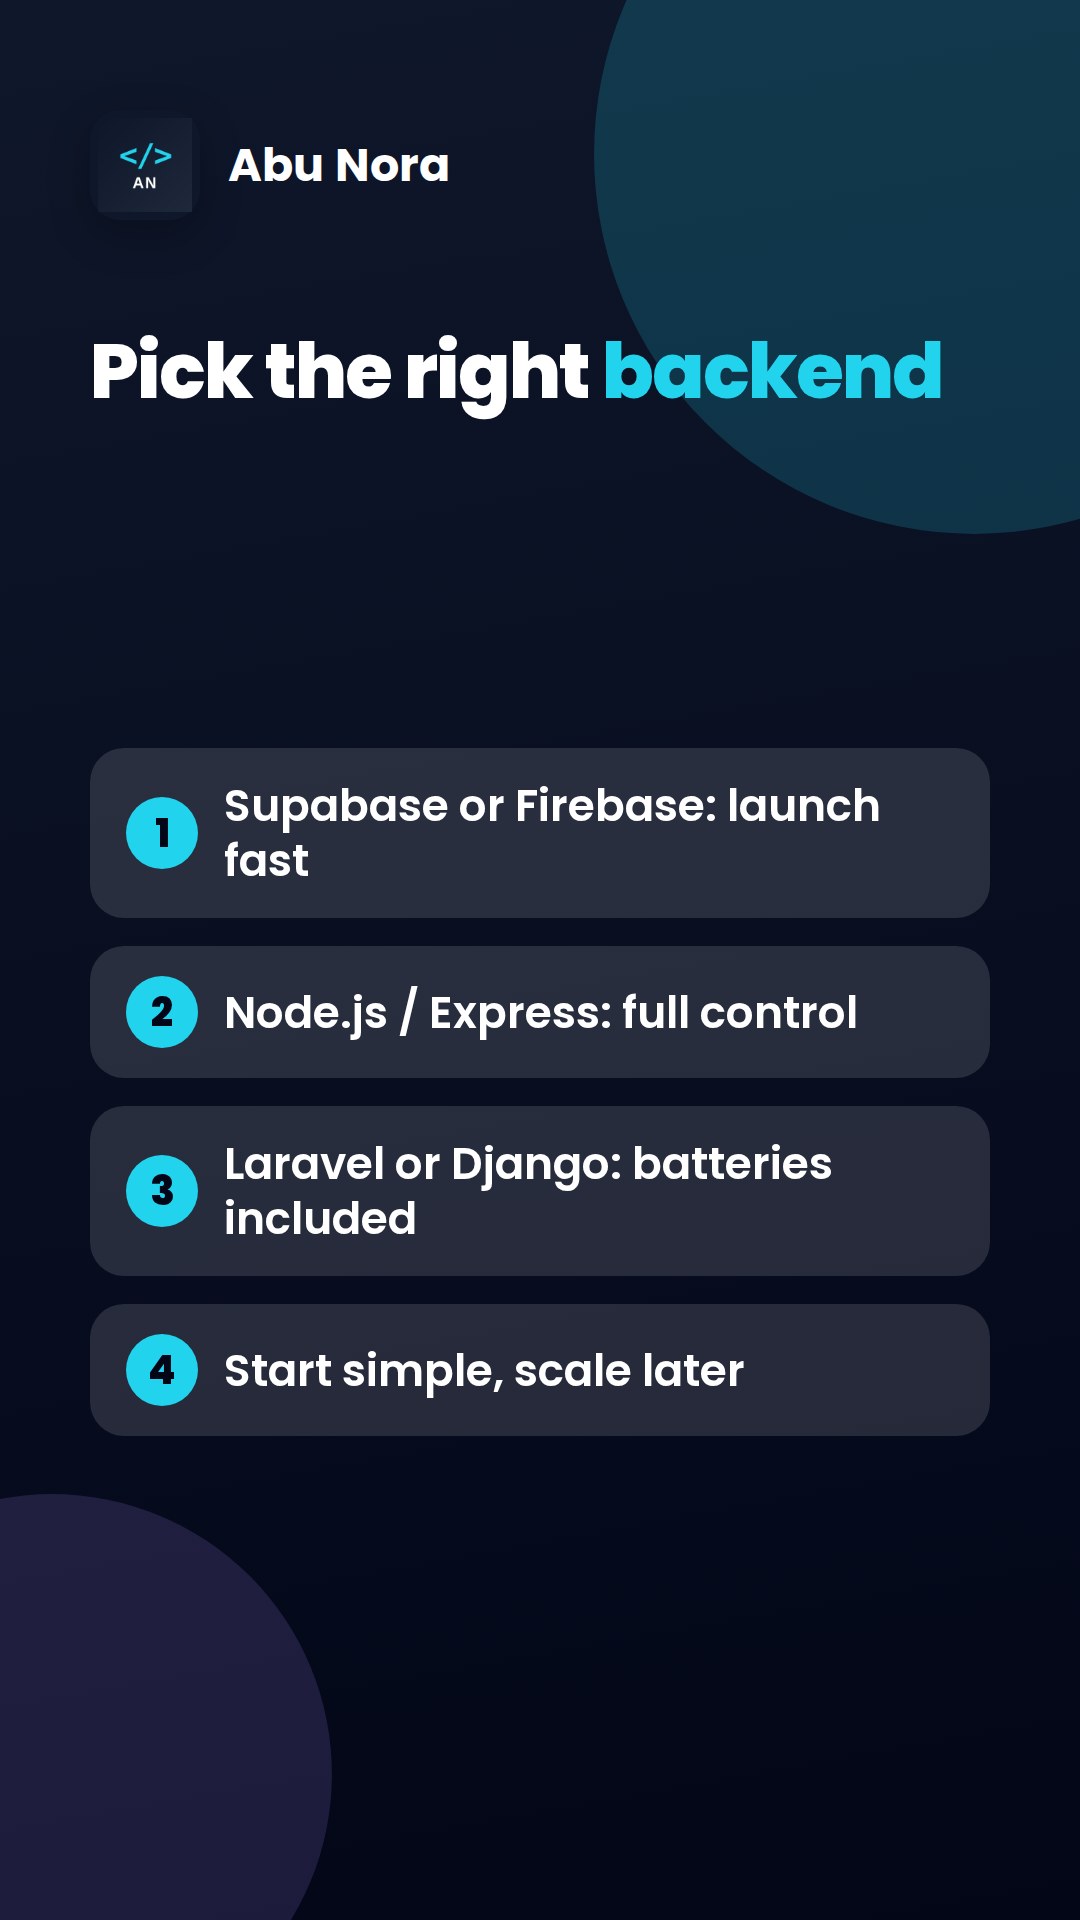 </>
AN
Abu Nora
Pick the right backend
1
Supabase or Firebase: launch
fast
2
Node.js / Express: full control
3
Laravel or Django: batteries
included
4
Start simple, scale later